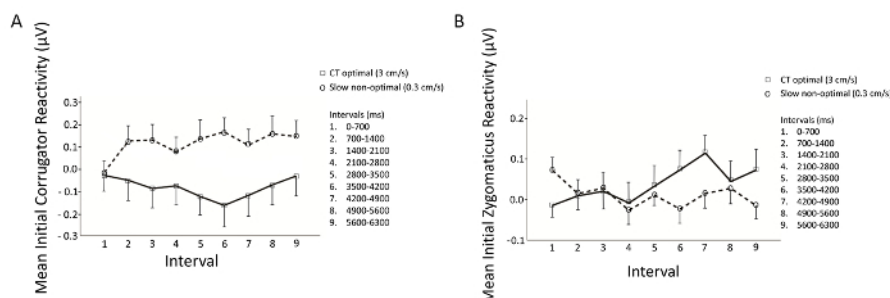 A
Mean Initial Corrugator Reactivity (μV)
0.3
0.2
0.1
0.0
-0.1
-0.2
-0.3
1 2 3 4 5 6 7 8 9
Interval
CT optimal (3 cm/s)
Slow non-optimal (0.3 cm/s)
Intervals (ms)
1. 0-700
2. 700-1400
3. 1400-2100
4. 2100-2800
5. 2800-3500
6. 3500-4200
7. 4200-4900
8. 4900-5600
9. 5600-6300
B
Mean Initial Zygomaticus Reactivity (μV)
0.2
0.1
0.0
-0.1
1 2 3 4 5 6 7 8 9
Interval
CT optimal (3 cm/s)
Slow non-optimal (0.3 cm/s)
Intervals (ms)
1. 0-700
2. 700-1400
3. 1400-2100
4. 2100-2800
5. 2800-3500
6. 3500-4200
7. 4200-4900
8. 4900-5600
9. 5600-6300